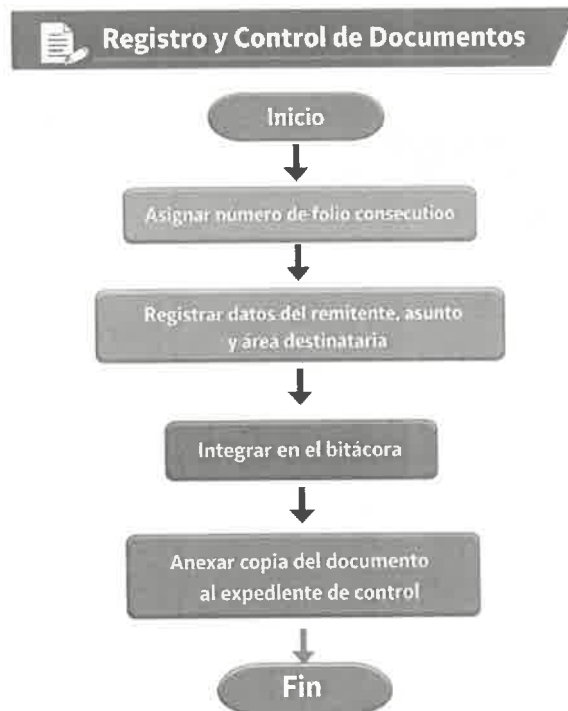 Registro y Control de Documentos
Inicio
Asignar número de folio consecutioo
Registrar datos del remitente, asunto
y área destinataria
Integrar en el bitácora
Anexar copia del documento
al expediente de control
Fin